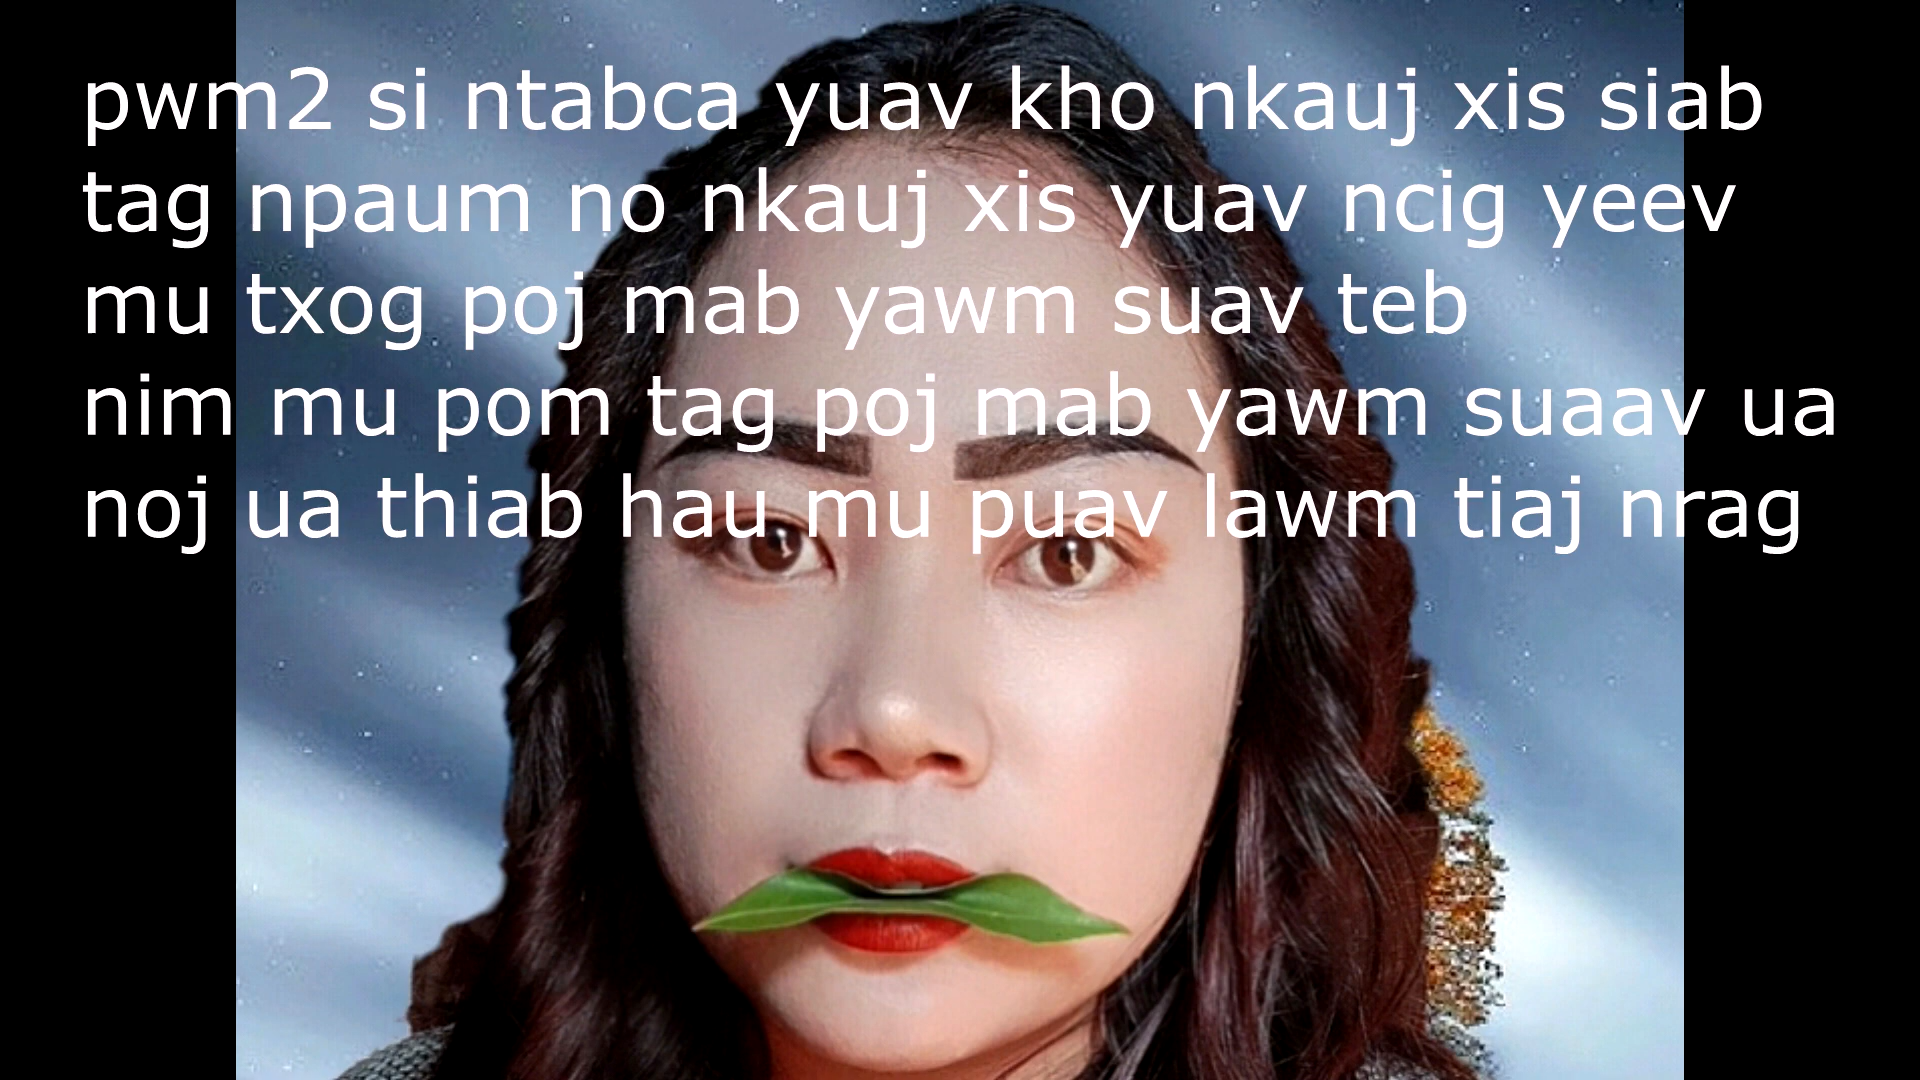 pwm2 si ntabca yuav kho nkauj xis siab
tag npaum no nkauj xis yuav ncig yeev
mu txog poj mab yawm suav teb
nim mu pom tag poj mab yawm suaav ua
noj ua thiab hau mu puav lawm tiaj nrag